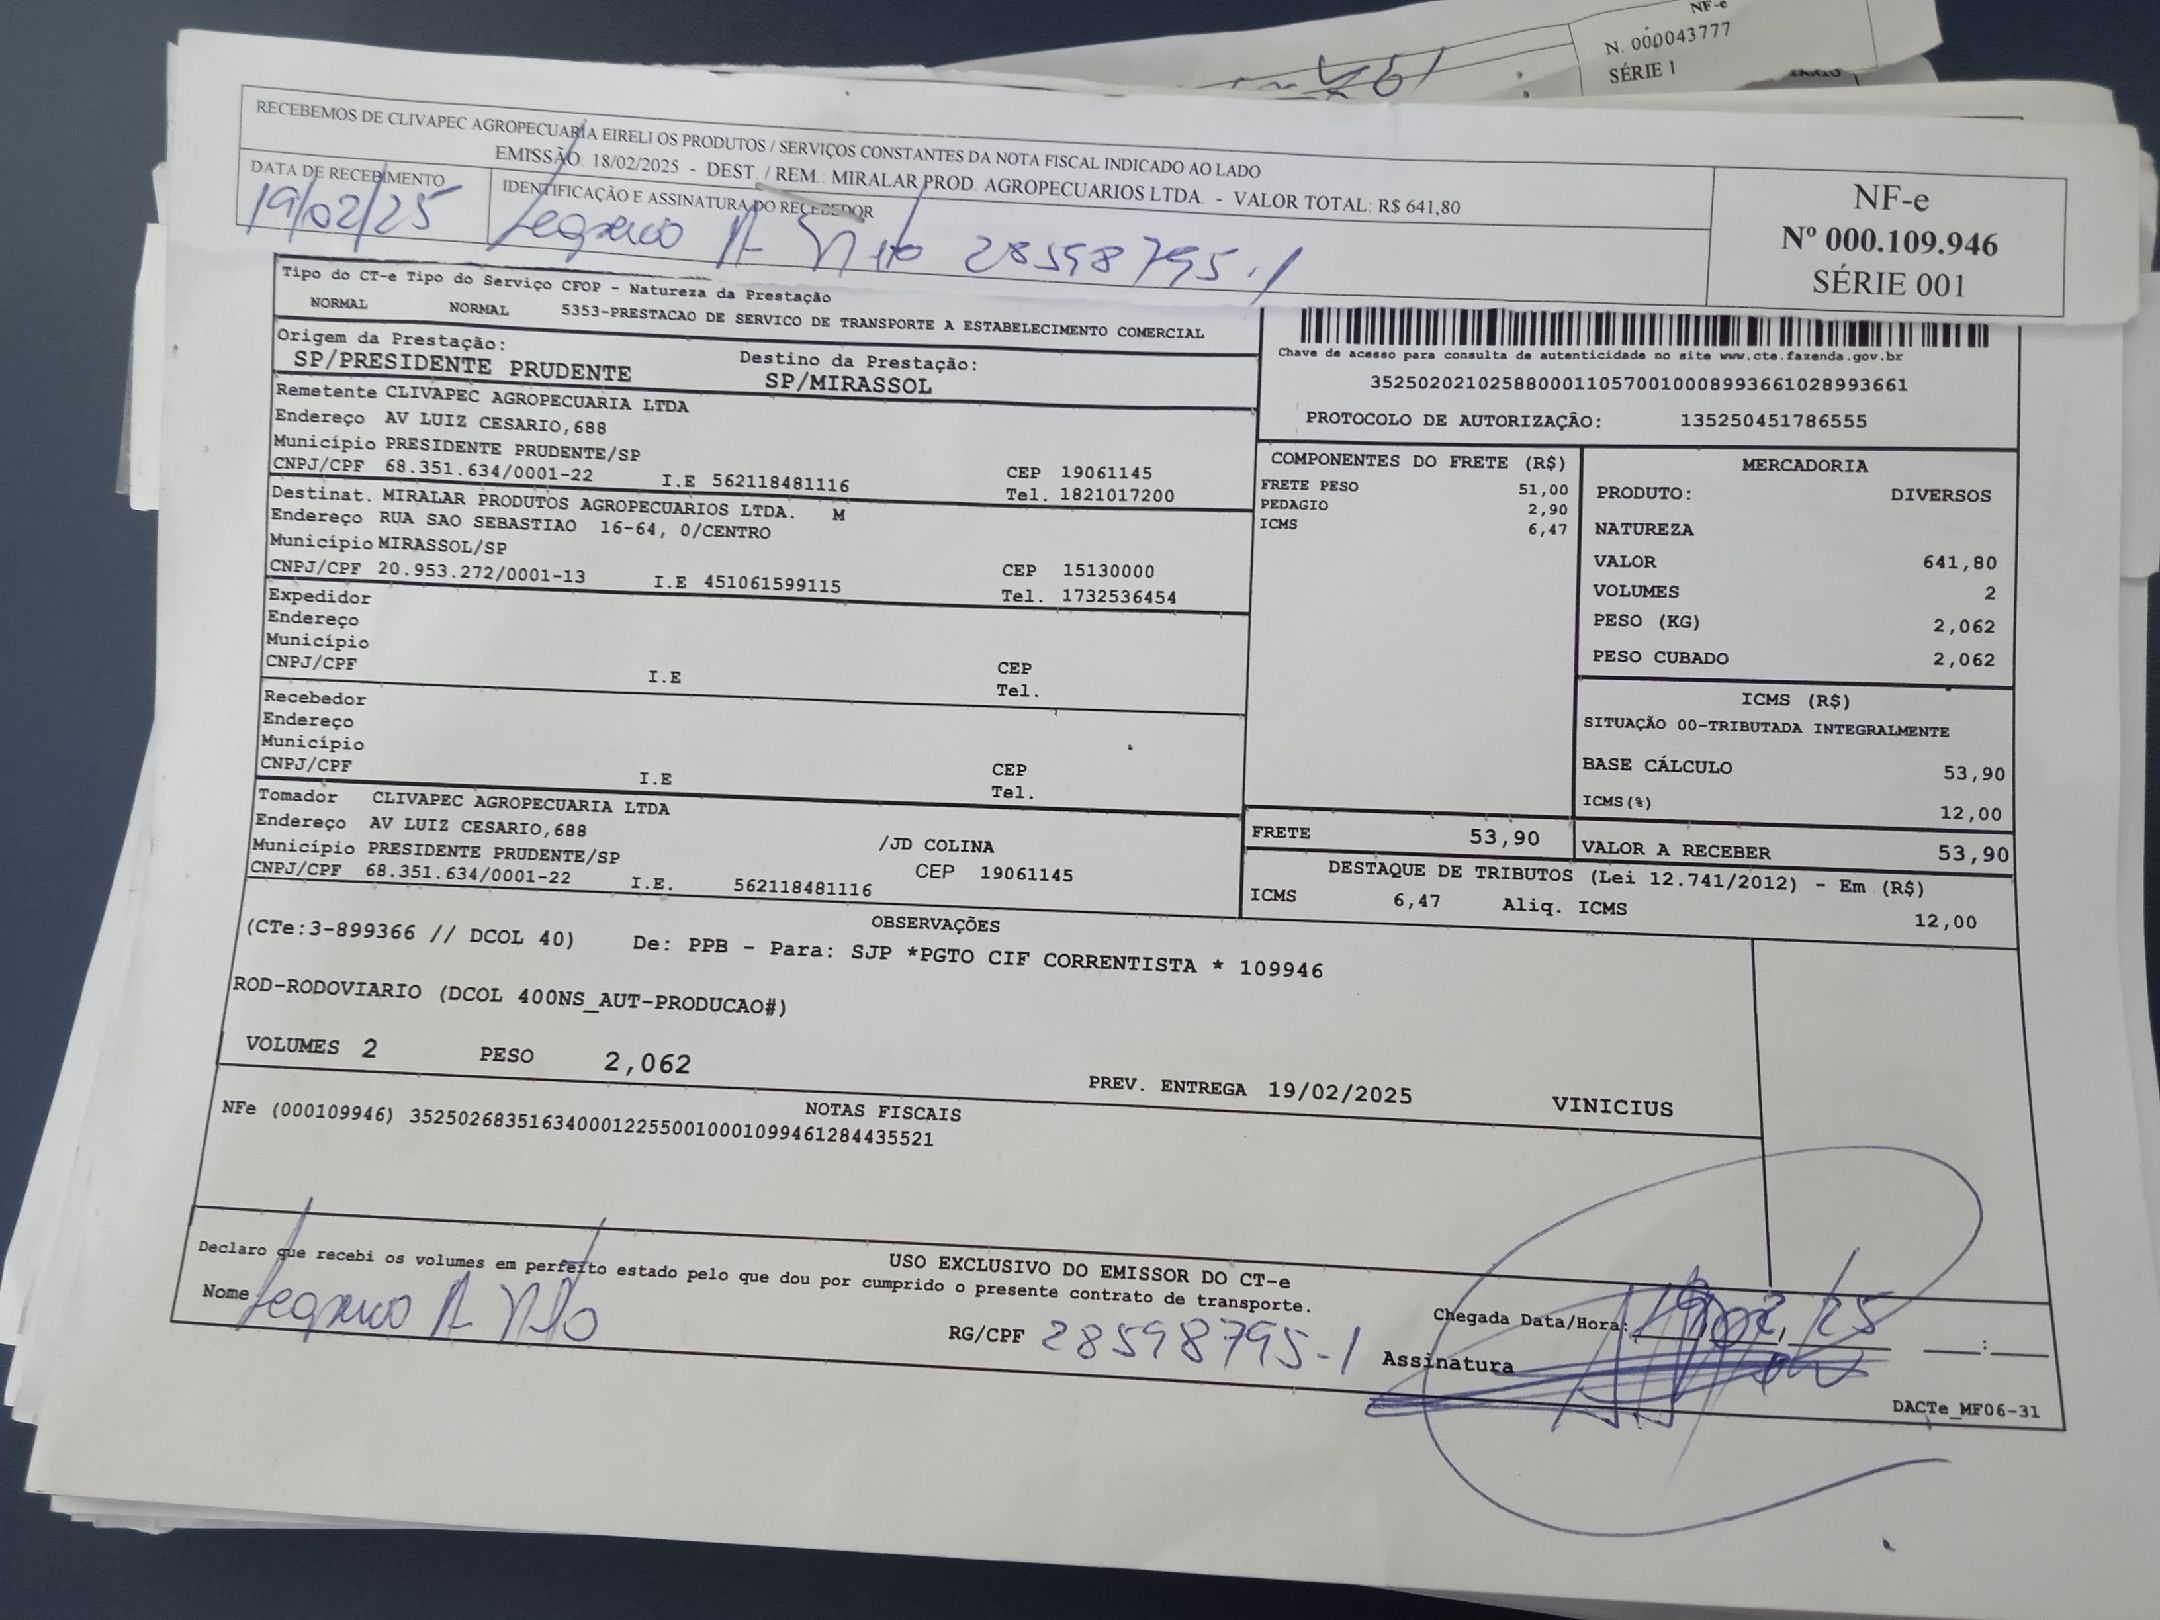 NF-e
N. 000043777
SÉRIE 1
RECEBEMOS DE CLIVAPEC AGROPECUARIA EIRELI OS PRODUTOS / SERVIÇOS CONSTANTES DA NOTA FISCAL INDICADO AO LADO
EMISSÃO: 18/02/2025 - DEST. / REM.: MIRALAR PROD. AGROPECUARIOS LTDA. - VALOR TOTAL: R$ 641,80
DATA DE RECEBIMENTO
19/02/25
IDENTIFICAÇÃO E ASSINATURA DO RECEBEDOR
28598795-1
NF-e
Nº 000.109.946
SÉRIE 001
Tipo do CT-e Tipo do Serviço CFOP - Natureza da Prestação
NORMAL NORMAL 5353-PRESTACAO DE SERVICO DE TRANSPORTE A ESTABELECIMENTO COMERCIAL
Origem da Prestação: Destino da Prestação:
SP/PRESIDENTE PRUDENTE SP/MIRASSOL
Remetente CLIVAPEC AGROPECUARIA LTDA
Endereço AV LUIZ CESARIO,688
Município PRESIDENTE PRUDENTE/SP CEP 19061145
CNPJ/CPF 68.351.634/0001-22 I.E 562118481116 Tel. 1821017200
Destinat. MIRALAR PRODUTOS AGROPECUARIOS LTDA. M
Endereço RUA SAO SEBASTIAO 16-64, 0/CENTRO
Município MIRASSOL/SP CEP 15130000
CNPJ/CPF 20.953.272/0001-13 I.E 451061599115 Tel. 1732536454
Expedidor
Endereço
Município CEP
CNPJ/CPF I.E Tel.
Recebedor
Endereço
Município CEP
CNPJ/CPF I.E Tel.
Tomador CLIVAPEC AGROPECUARIA LTDA
Endereço AV LUIZ CESARIO,688 /JD COLINA
Município PRESIDENTE PRUDENTE/SP CEP 19061145
CNPJ/CPF 68.351.634/0001-22 I.E. 562118481116
Chave de acesso para consulta de autenticidade no site www.cte.fazenda.gov.br
35250202102588000110570010008993661028993661
PROTOCOLO DE AUTORIZAÇÃO: 135250451786555
COMPONENTES DO FRETE (R$)
FRETE PESO 51,00
PEDAGIO 2,90
ICMS 6,47
MERCADORIA
PRODUTO: DIVERSOS
NATUREZA
VALOR 641,80
VOLUMES 2
PESO (KG) 2,062
PESO CUBADO 2,062
ICMS (R$)
SITUAÇÃO 00-TRIBUTADA INTEGRALMENTE
BASE CÁLCULO 53,90
ICMS(%) 12,00
FRETE 53,90
VALOR A RECEBER 53,90
DESTAQUE DE TRIBUTOS (Lei 12.741/2012) - Em (R$)
ICMS 6,47 Aliq. ICMS 12,00
OBSERVAÇÕES
(CTe:3-899366 // DCOL 40) De: PPB - Para: SJP *PGTO CIF CORRENTISTA * 109946
ROD-RODOVIARIO (DCOL 400NS_AUT-PRODUCAO#)
VOLUMES 2 PESO 2,062 PREV. ENTREGA 19/02/2025 VINICIUS
NOTAS FISCAIS
NFe (000109946) 35250268351634000122550010001099461284435521
USO EXCLUSIVO DO EMISSOR DO CT-e
Declaro que recebi os volumes em perfeito estado pelo que dou por cumprido o presente contrato de transporte.
Nome RG/CPF 28598795-1
Chegada Data/Hora: 19/02/25 :
Assinatura
DACTe_MF06-31